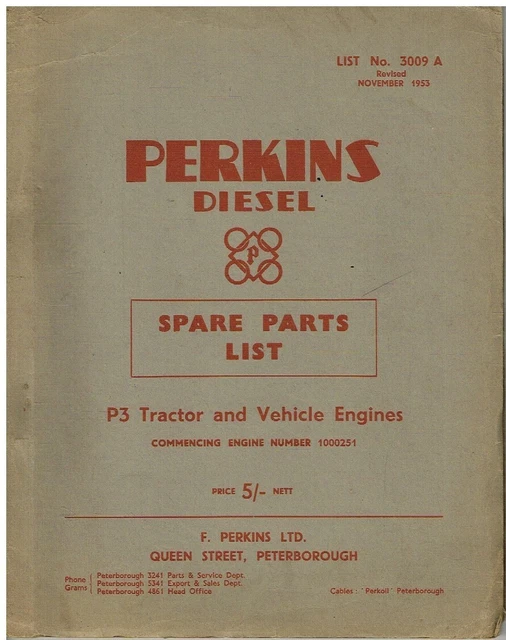 LIST No. 3009 A
Revised
NOVEMBER 1953
PERKINS
DIESEL
P
SPARE PARTS
LIST
P3 Tractor and Vehicle Engines
COMMENCING ENGINE NUMBER 1000251
PRICE 5/- NETT
F. PERKINS LTD.
QUEEN STREET, PETERBOROUGH
Phone Grams
Peterborough 3241 Parts & Service Dept.
Peterborough 5341 Export & Sales Dept.
Peterborough 4861 Head Office
Cables : "Perkoil" Peterborough